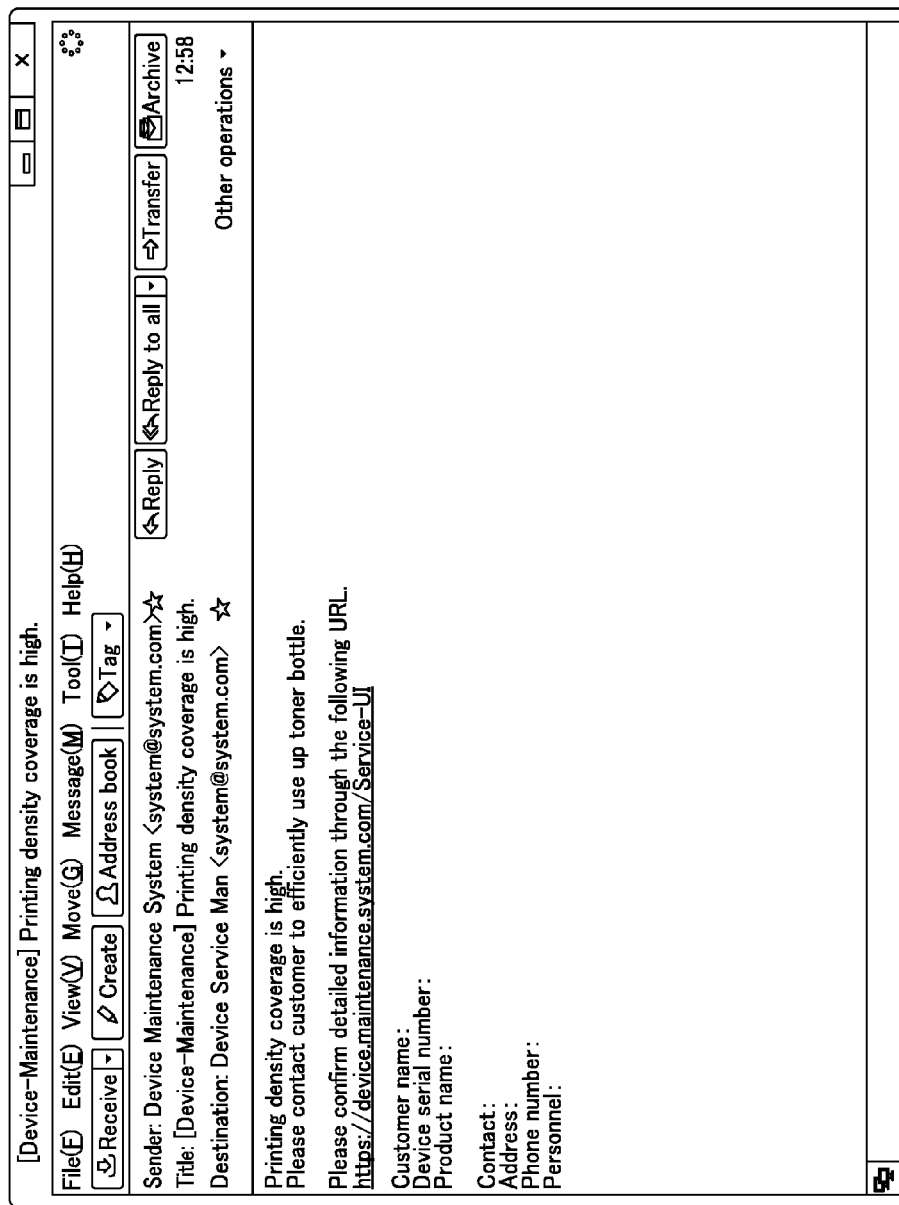 [Device-Maintenance] Printing density coverage is high.
File(F) Edit(E) View(V) Move(G) Message(M) Tool(T) Help(H)
Receive Create Address book Tag
Sender: Device Maintenance System <system@system.com>☆ Reply Reply to all Transfer Archive
Title: [Device-Maintenance] Printing density coverage is high. 12:58
Destination: Device Service Man <system@system.com> ☆ Other operations
Printing density coverage is high.
Please contact customer to efficiently use up toner bottle.
Please confirm detailed information through the following URL.
https://device.maintenance.system.com/Service-UI
Customer name:
Device serial number:
Product name:
Contact:
Address:
Phone number:
Personnel: